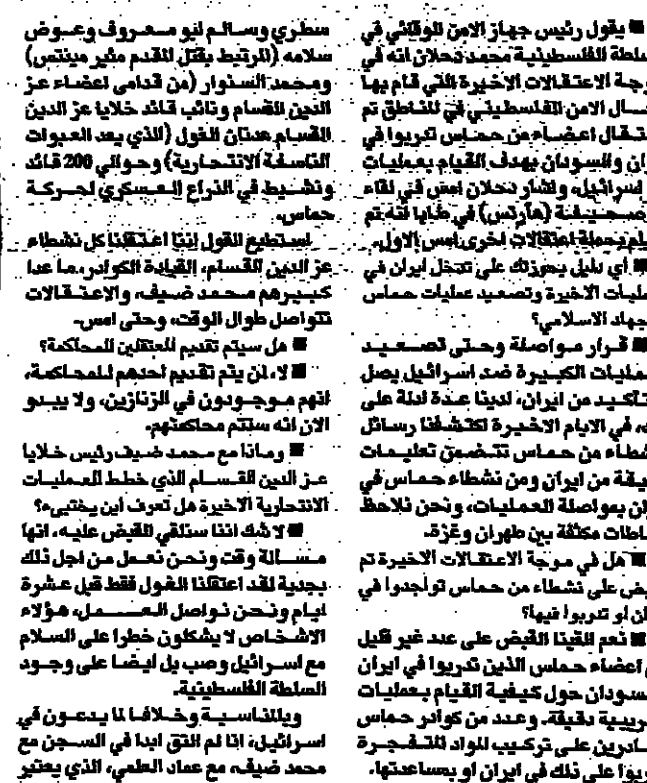 ■ يقول رئيس جهاز الامن الوقائي في
السلطة الفلسطينية محمد دحلان انه في
موجة الاعتقالات الاخيرة التي قام بها
رجال الامن الفلسطيني في المناطق تم
اعتقال اعضاء من حماس تدربوا في
ايران والسودان بهدف القيام بعمليات
في اسرائيل، واشار دحلان امس في لقاء
مع صحيفة (هآرتس) في طابا انه تم
القيام بحملة اعتقالات اخرى امس الاول.
■ أي دليل بحوزتك على تدخل ايران في
العمليات الاخيرة وتصعيد عمليات حماس
والجهاد الاسلامي؟
■ قرار مواصلة وحتى تصعيد
العمليات الكبيرة ضد اسرائيل يصل
بالتأكيد من ايران، لدينا عدة ادلة على
ذلك، في الايام الاخيرة اكتشفنا رسائل
لنشطاء من حماس تتضمن تعليمات
دقيقة من ايران ومن نشطاء حماس في
ايران بمواصلة العمليات، ونحن نلاحظ
نشاطات مكثفة بين طهران وغزة.
■ هل في موجة الاعتقالات الاخيرة تم
القبض على نشطاء من حماس تواجدوا في
ايران او تدربوا فيها؟
■ نعم القينا القبض على عدد غير قليل
من اعضاء حماس الذين تدربوا في ايران
والسودان حول كيفية القيام بعمليات
تخريبية دقيقة، وعدد من كوادر حماس
القادرين على تركيب المواد المتفجرة
تدربوا على ذلك في ايران او بمساعدتها.
سطري وسالم ابو معروف وعوض
سلامه (المرتبط بقتل المقدم مئير مينتس)
ومحمد السنوار (من قدامى اعضاء عز
الدين القسام ونائب قائد خلايا عز الدين
القسام عدنان الغول (الذي يعد العبوات
الناسفة الانتحارية) وحوالي 200 قائد
ونشيط في الذراع العسكري لحركة
حماس.
استطيع القول إننا اعتقلنا كل نشطاء
عز الدين القسام، القيادة الكوادر، ما عدا
كبيرهم محمد ضيف، والاعتقالات
تتواصل طوال الوقت، وحتى امس.
■ هل سيتم تقديم المعتقلين للمحاكمة؟
■ لا، لن يتم تقديم احدهم للمحاكمة،
انهم موجودون في الزنازين، ولا يبدو
الان انه ستتم محاكمتهم.
■ وماذا مع محمد ضيف رئيس خلايا
عز الدين القسام الذي خطط للعمليات
الانتحارية الاخيرة هل تعرف أين يختبىء؟
■ لا شك اننا سنلقي القبض عليه، انها
مسألة وقت ونحن نعمل من اجل ذلك
بجدية لقد اعتقلنا الغول فقط قبل عشرة
ايام ونحن نواصل العمل، هؤلاء
الاشخاص لا يشكلون خطرا على السلام
مع اسرائيل وصب بل ايضا على وجود
السلطة الفلسطينية.
وبالمناسبة وخلافا لما يدعون في
اسرائيل، انا لم التق ابدا في السجن مع
محمد ضيف، مع عماد العلمي، الذي يعتبر